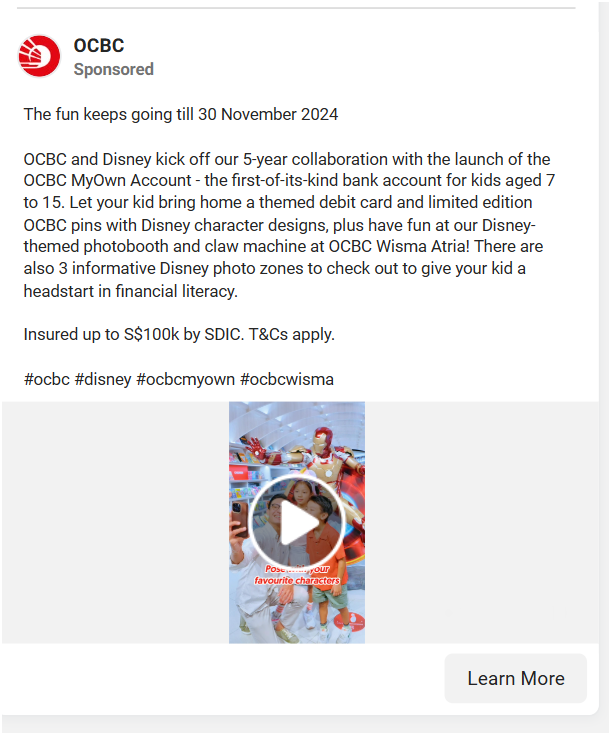 OCBC
Sponsored
The fun keeps going till 30 November 2024
OCBC and Disney kick off our 5-year collaboration with the launch of the
OCBC MyOwn Account - the first-of-its-kind bank account for kids aged 7
to 15. Let your kid bring home a themed debit card and limited edition
OCBC pins with Disney character designs, plus have fun at our Disney-
themed photobooth and claw machine at OCBC Wisma Atria! There are
also 3 informative Disney photo zones to check out to give your kid a
headstart in financial literacy.
Insured up to S$100k by SDIC. T&Cs apply.
#ocbc #disney #ocbcmyown #ocbcwisma
Pose with your
favourite characters
Learn More